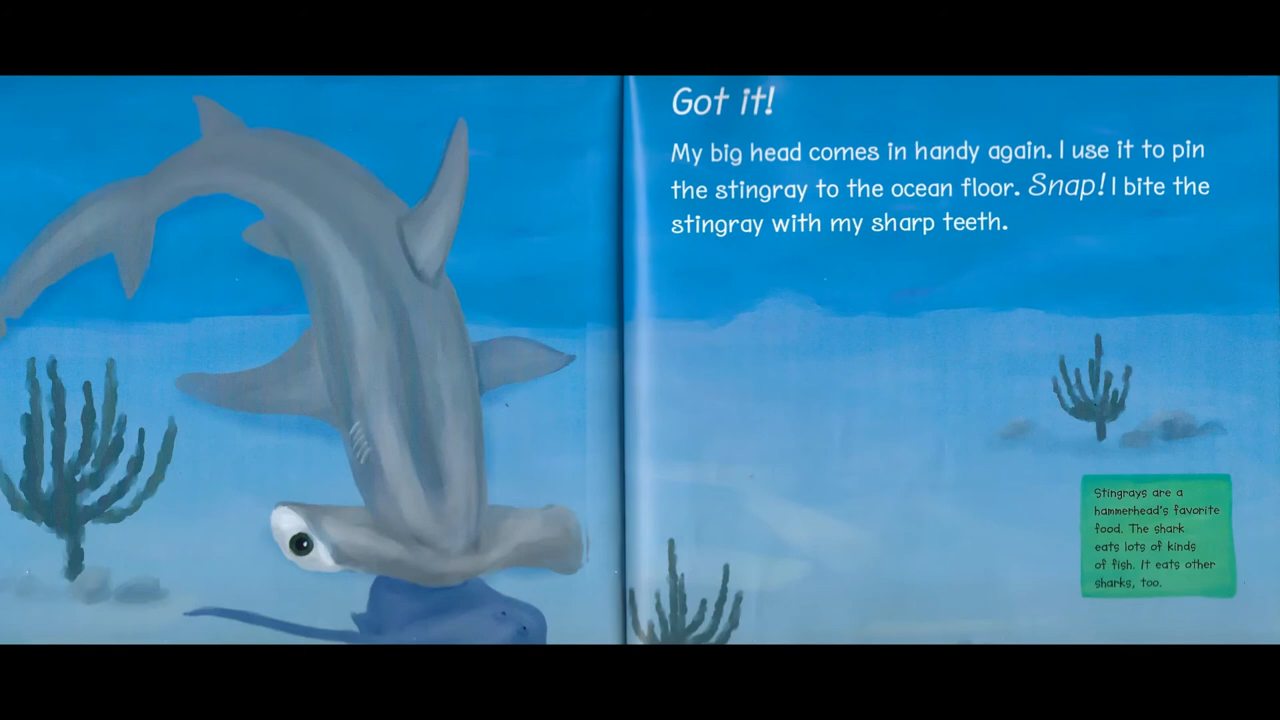 Got it!
My big head comes in handy again. I use it to pin
the stingray to the ocean floor. Snap! I bite the
stingray with my sharp teeth.
Stingrays are a
hammerhead's favorite
food. The shark
eats lots of kinds
of fish. It eats other
sharks, too.